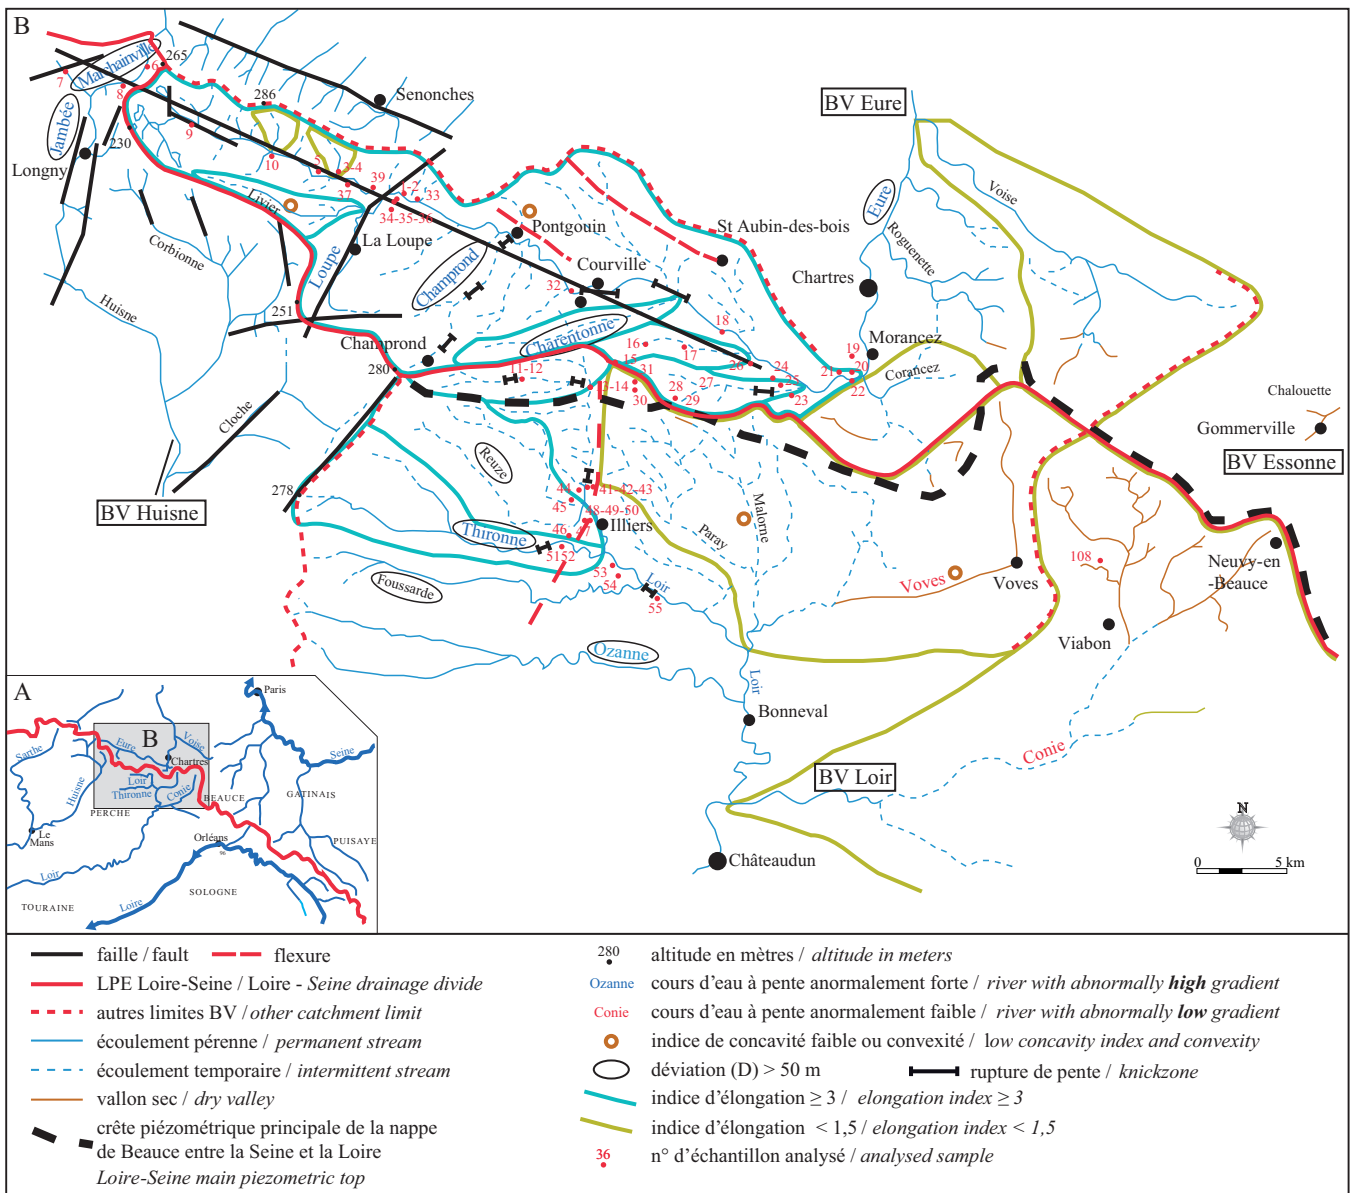 B
265
Marchainville
6
7
8
286
Senonches
Jambée
9
230
Longny
10
5
3-4
39
37
1-2
33
34-35-36
Livier
La Loupe
Loupe
Corbionne
Huisne
251
Champrond
Pontgouin
Courville
32
St Aubin-des-bois
BV Eure
Eure
Voise
Roguenette
Chartres
Champrond
280
Charentonne
18
16
17
15
26
11-12
31
13-14
30
28
27
29
24
25
23
19
Morancez
20
21
22
Corancez
Chalouette
Gommerville
BV Essonne
Cloche
278
BV Huisne
Reuze
44
41-42-43
45
48-49-50
Illiers
46
47
Thironne
51
52
53
54
Loir
55
Foussarde
Ozanne
Malorne
Paray
Voves
Voves
108
Neuvy-en
-Beauce
Viabon
Loir
Bonneval
Conie
BV Loir
Châteaudun
N
0
5 km
A
Paris
B
Sarthe
Eure
Voise
Chartres
Seine
Huisne
Loir
Thironne
Conie
BEAUCE
GATINAIS
PERCHE
Le
Mans
Orléans
96
PUISAYE
Loir
SOLOGNE
TOURAINE
Loire
faille / fault
flexure
LPE Loire-Seine / Loire - Seine drainage divide
autres limites BV / other catchment limit
écoulement pérenne / permanent stream
écoulement temporaire / intermittent stream
vallon sec / dry valley
crête piézométrique principale de la nappe
de Beauce entre la Seine et la Loire
Loire-Seine main piezometric top
280
altitude en mètres / altitude in meters
Ozanne
cours d'eau à pente anormalement forte / river with abnormally high gradient
Conie
cours d'eau à pente anormalement faible / river with abnormally low gradient
indice de concavité faible ou convexité / low concavity index and convexity
déviation (D) > 50 m
rupture de pente / knickzone
indice d'élongation ≥ 3 / elongation index ≥ 3
indice d'élongation < 1,5 / elongation index < 1,5
36
n° d'échantillon analysé / analysed sample